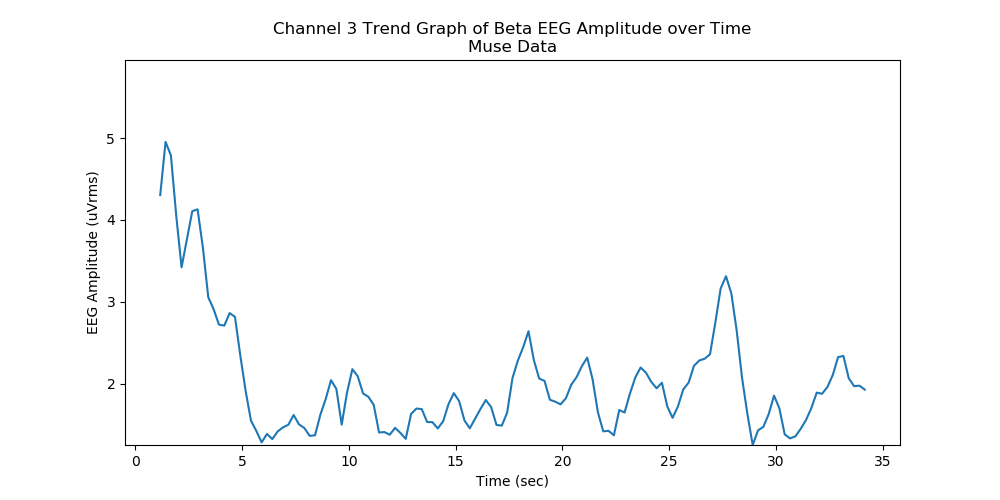 Channel 3 Trend Graph of Beta EEG Amplitude over Time
Muse Data
EEG Amplitude (uVrms)
5
4
3
2
0 5 10 15 20 25 30 35
Time (sec)